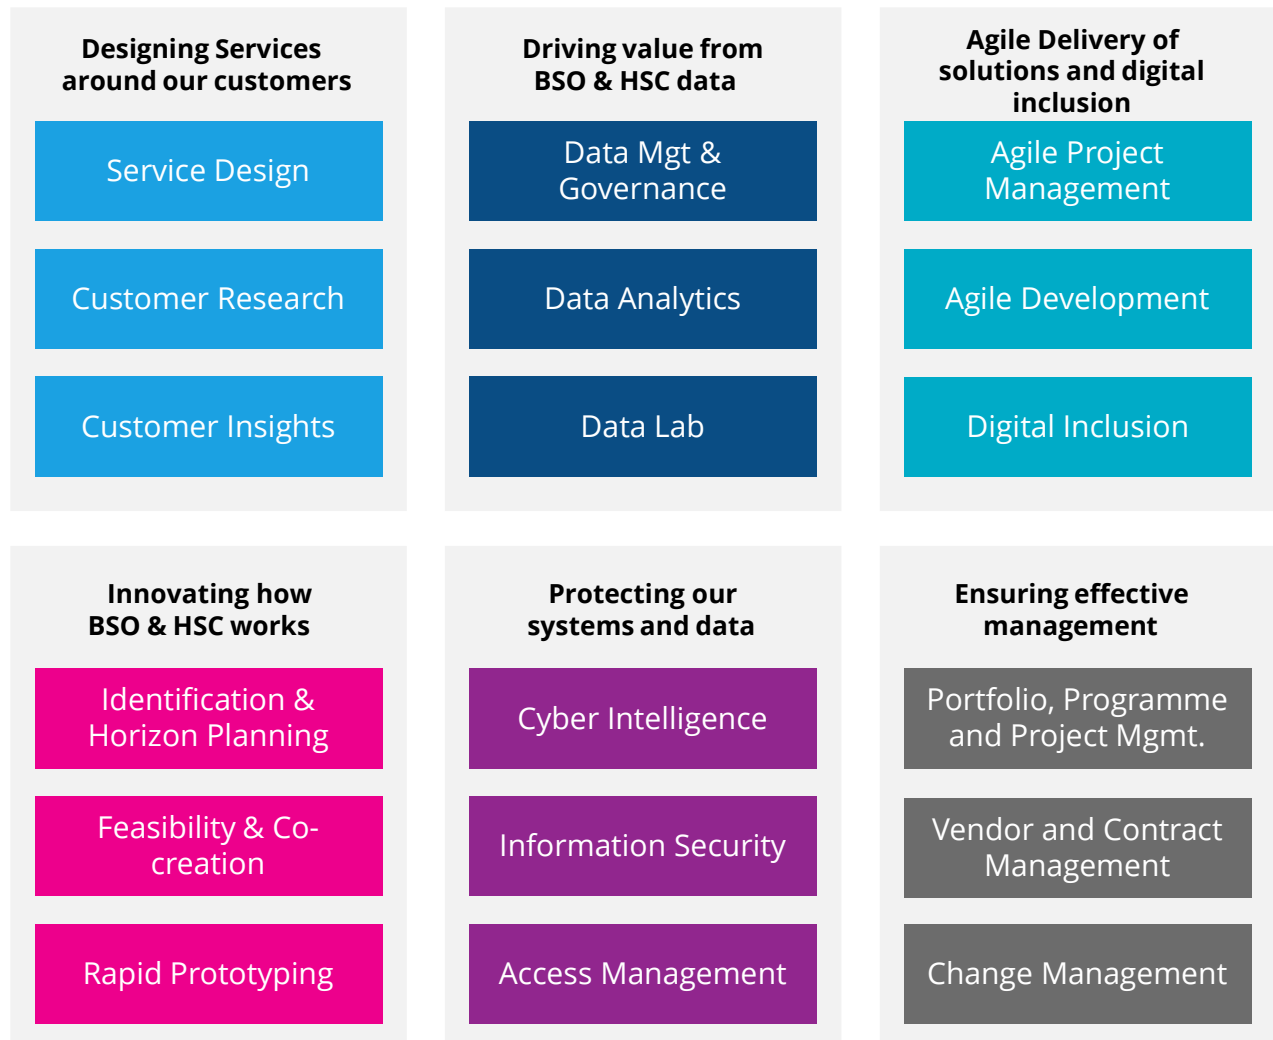 Designing Services
around our customers
Service Design
Customer Research
Customer Insights
Driving value from
BSO & HSC data
Data Mgt &
Governance
Data Analytics
Data Lab
Agile Delivery of
solutions and digital
inclusion
Agile Project
Management
Agile Development
Digital Inclusion
Innovating how
BSO & HSC works
Identification &
Horizon Planning
Feasibility & Co-
creation
Rapid Prototyping
Protecting our
systems and data
Cyber Intelligence
Information Security
Access Management
Ensuring effective
management
Portfolio, Programme
and Project Mgmt.
Vendor and Contract
Management
Change Management